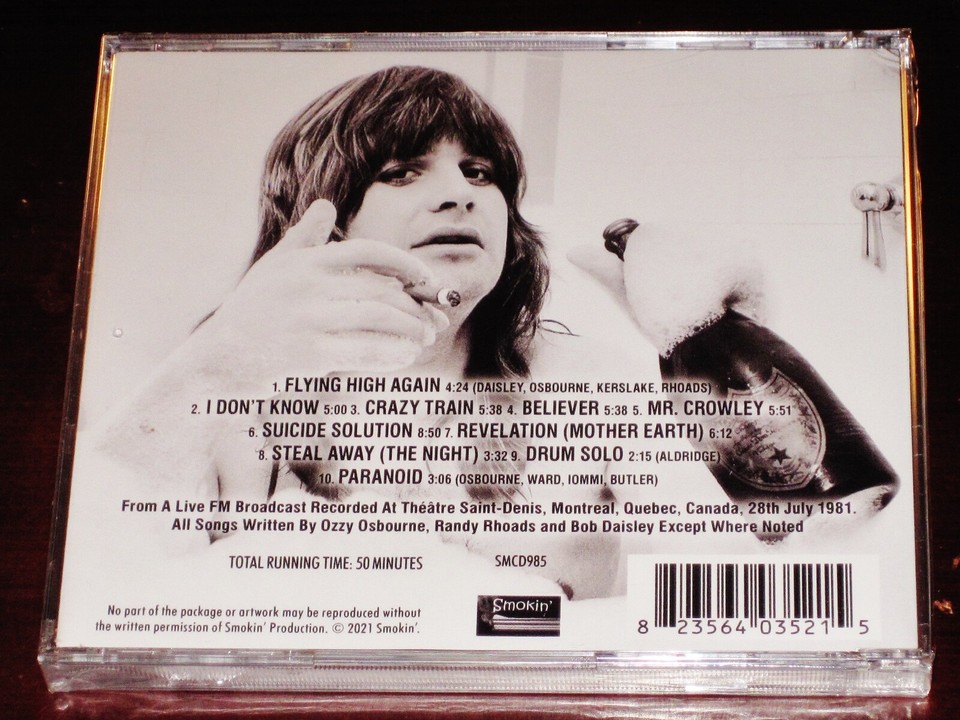 1. FLYING HIGH AGAIN 4:24 (DAISLEY, OSBOURNE, KERSLAKE, RHOADS)
2. I DON'T KNOW 5:00 3. CRAZY TRAIN 5:38 4. BELIEVER 5:38 5. MR. CROWLEY 5:51
6. SUICIDE SOLUTION 8:50 7. REVELATION (MOTHER EARTH) 6:12
8. STEAL AWAY (THE NIGHT) 3:32 9. DRUM SOLO 2:15 (ALDRIDGE)
10. PARANOID 3:06 (OSBOURNE, WARD, IOMMI, BUTLER)
From A Live FM Broadcast Recorded At Théâtre Saint-Denis, Montreal, Quebec, Canada, 28th July 1981.
All Songs Written By Ozzy Osbourne, Randy Rhoads and Bob Daisley Except Where Noted
TOTAL RUNNING TIME: 50 MINUTES
SMCD985
No part of the package or artwork may be reproduced without
the written permission of Smokin' Production. © 2021 Smokin'.
Smokin'
8 23564 03521 5